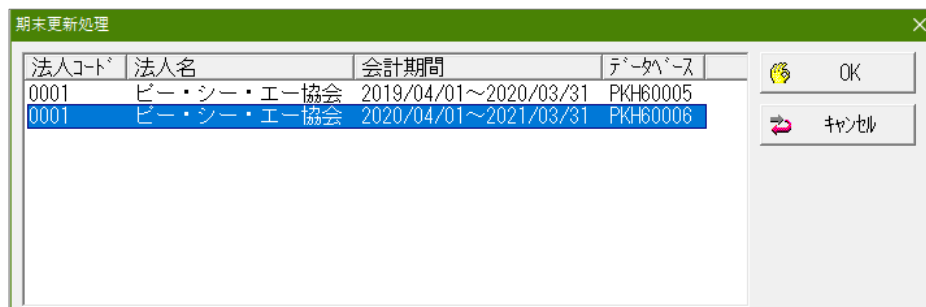 期末更新処理
法人ｺｰﾄﾞ 法人名 会計期間 ﾃﾞｰﾀﾍﾞｰｽ
0001 ビー・シー・エー協会 2019/04/01～2020/03/31 PKH60005
0001 ビー・シー・エー協会 2020/04/01～2021/03/31 PKH60006
OK
ｷｬﾝｾﾙ